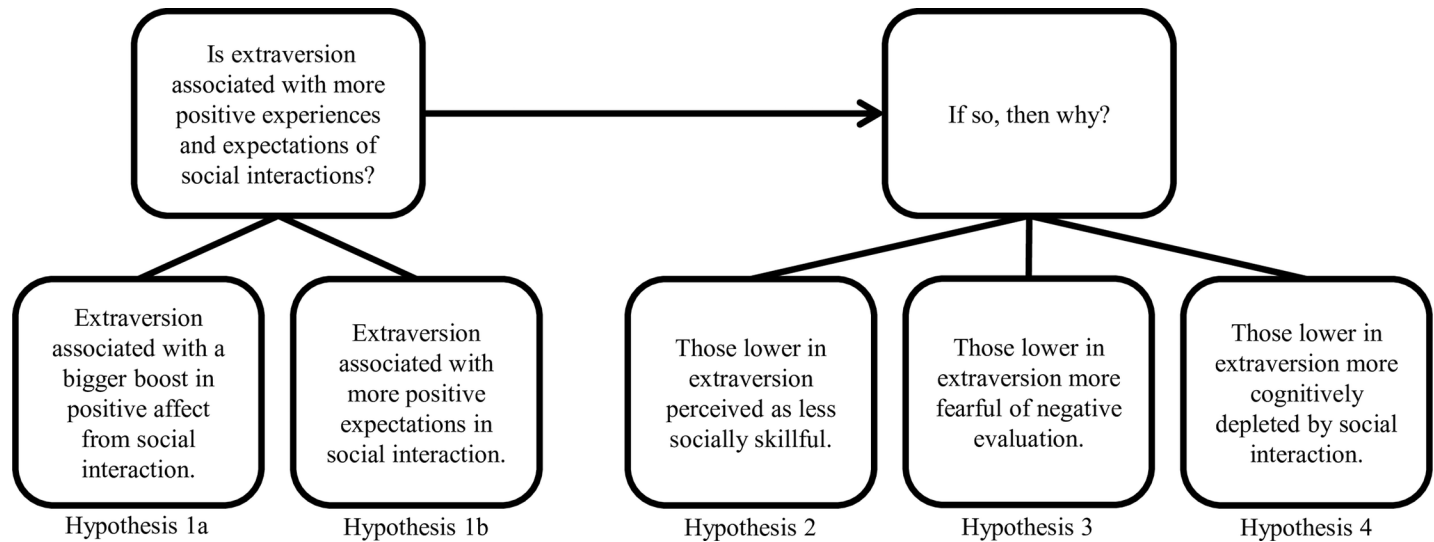 Is extraversion
associated with more
positive experiences
and expectations of
social interactions?
If so, then why?
Extraversion
associated with a
bigger boost in
positive affect
from social
interaction.
Extraversion
associated with
more positive
expectations in
social interaction.
Those lower in
extraversion
perceived as less
socially skillful.
Those lower in
extraversion more
fearful of negative
evaluation.
Those lower in
extraversion more
cognitively
depleted by social
interaction.
Hypothesis 1a
Hypothesis 1b
Hypothesis 2
Hypothesis 3
Hypothesis 4